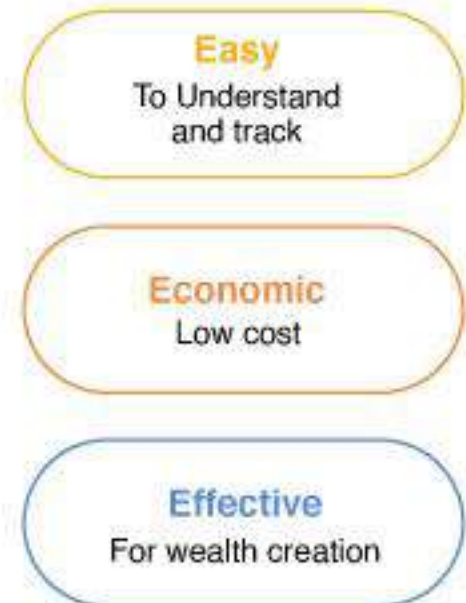 Easy
To Understand
and track
Economic
Low cost
Effective
For wealth creation